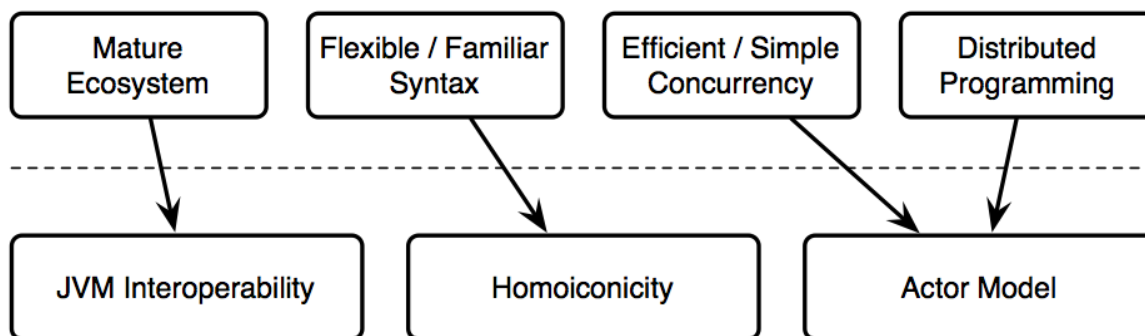 Mature
Ecosystem
Flexible / Familiar
Syntax
Efficient / Simple
Concurrency
Distributed
Programming
JVM Interoperability
Homoiconicity
Actor Model